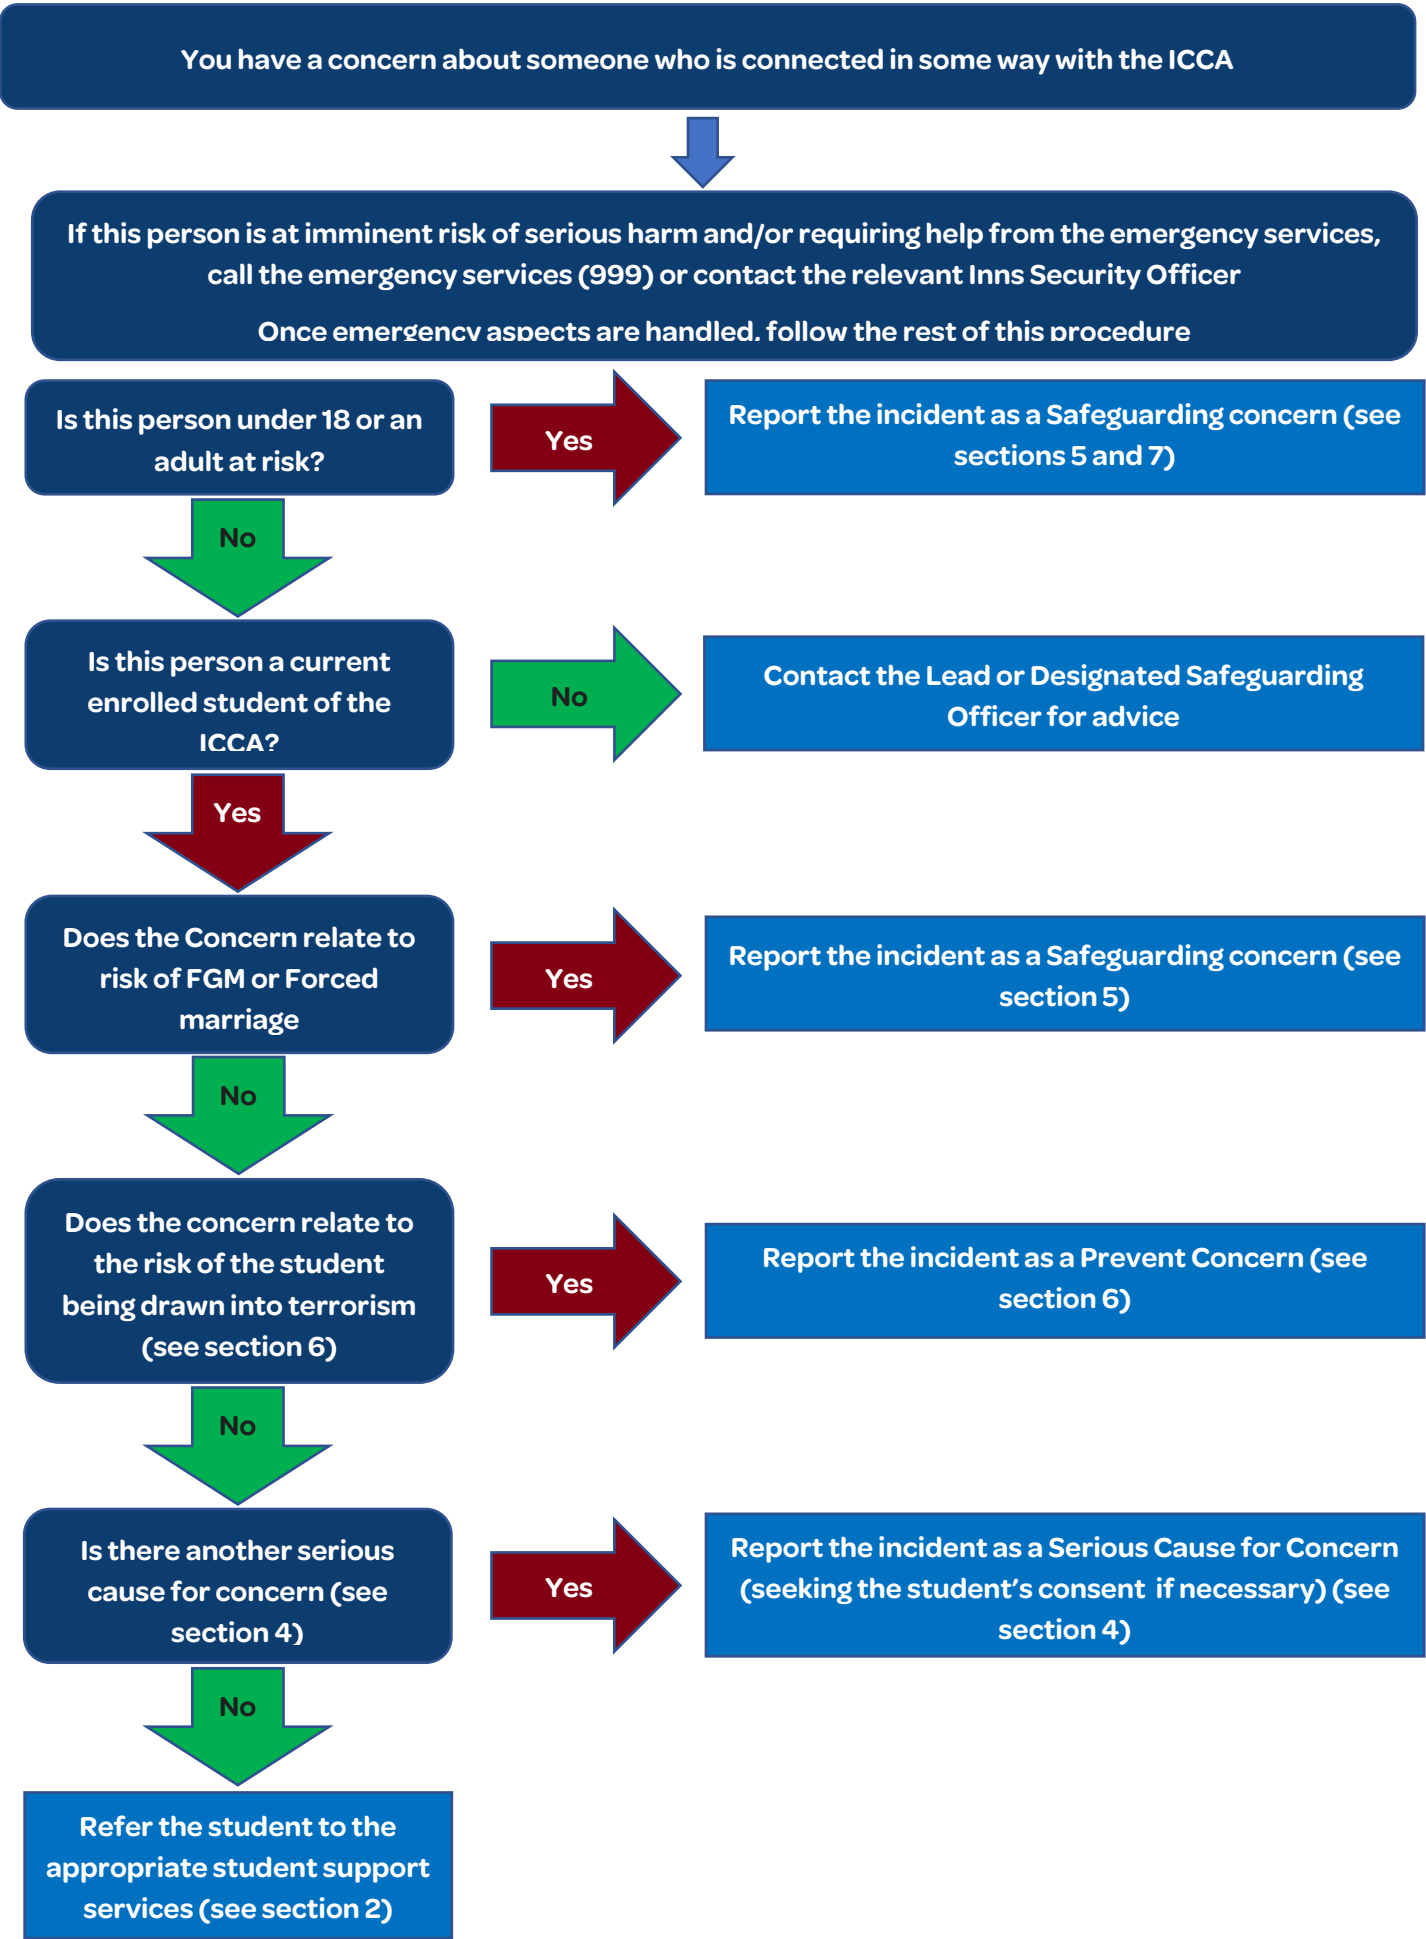 You have a concern about someone who is connected in some way with the ICCA
If this person is at imminent risk of serious harm and/or requiring help from the emergency services,
call the emergency services (999) or contact the relevant Inns Security Officer
Once emergency aspects are handled, follow the rest of this procedure
Is this person under 18 or an
adult at risk?
Yes
Report the incident as a Safeguarding concern (see
sections 5 and 7)
No
Is this person a current
enrolled student of the
ICCA?
No
Contact the Lead or Designated Safeguarding
Officer for advice
Yes
Does the Concern relate to
risk of FGM or Forced
marriage
Yes
Report the incident as a Safeguarding concern (see
section 5)
No
Does the concern relate to
the risk of the student
being drawn into terrorism
(see section 6)
Yes
Report the incident as a Prevent Concern (see
section 6)
No
Is there another serious
cause for concern (see
section 4)
Yes
Report the incident as a Serious Cause for Concern
(seeking the student’s consent  if necessary) (see
section 4)
No
Refer the student to the
appropriate student support
services (see section 2)